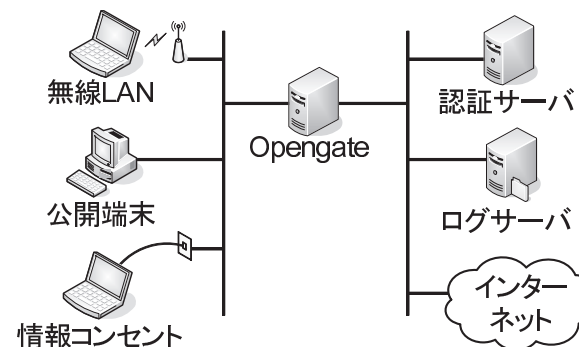 無線LAN
公開端末
情報コンセント
Opengate
認証サーバ
ログサーバ
インター
ネット